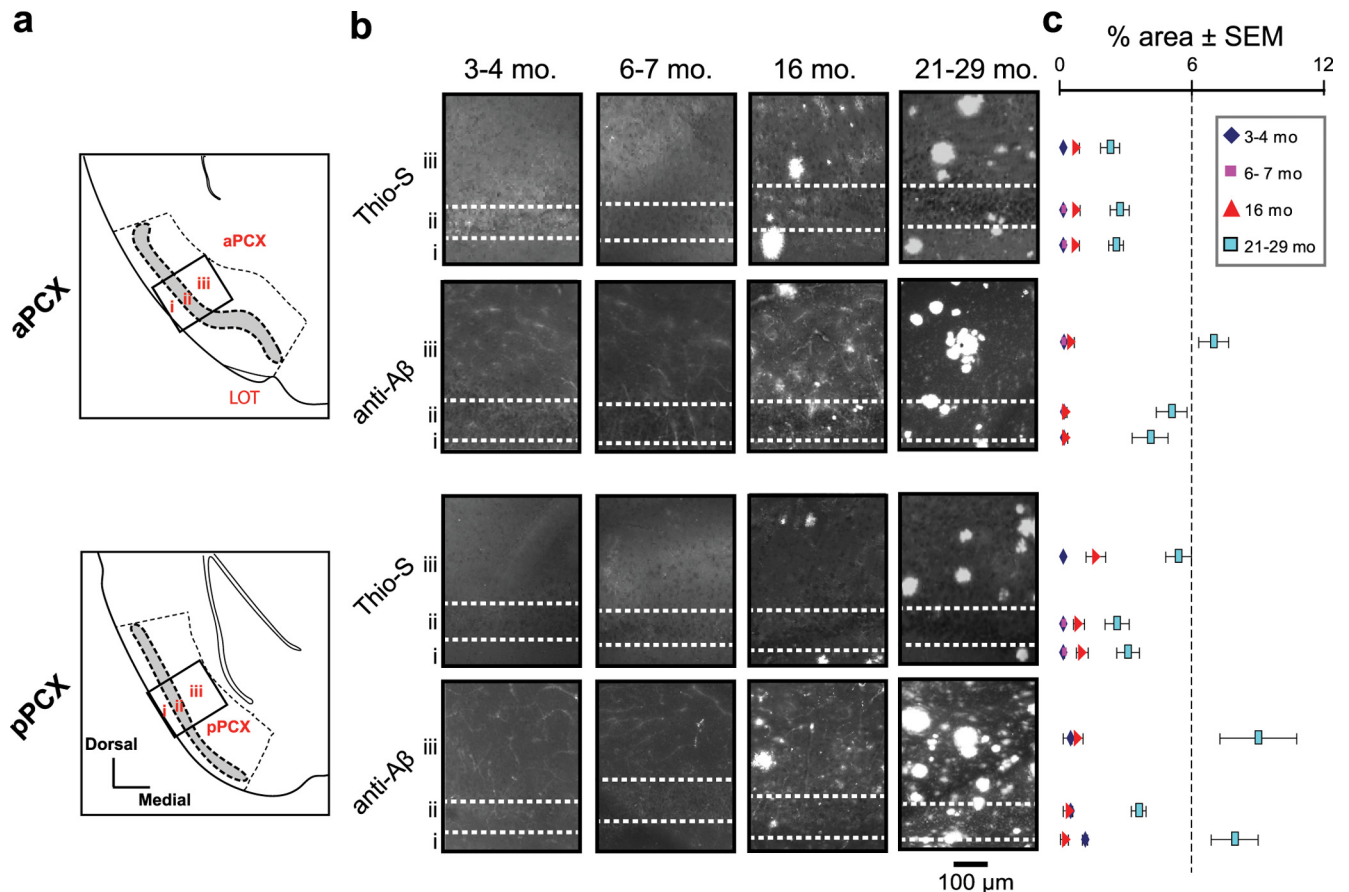 a
aPCX
aPCX
i
ii
iii
LOT
pPCX
pPCX
i
ii
iii
Dorsal
Medial
b
3-4 mo.
6-7 mo.
16 mo.
21-29 mo.
Thio-S
iii
ii
i
anti-Aβ
iii
ii
i
Thio-S
iii
ii
i
anti-Aβ
iii
ii
i
100 µm
c
% area ± SEM
0
6
12
3-4 mo
6- 7 mo
16 mo
21-29 mo